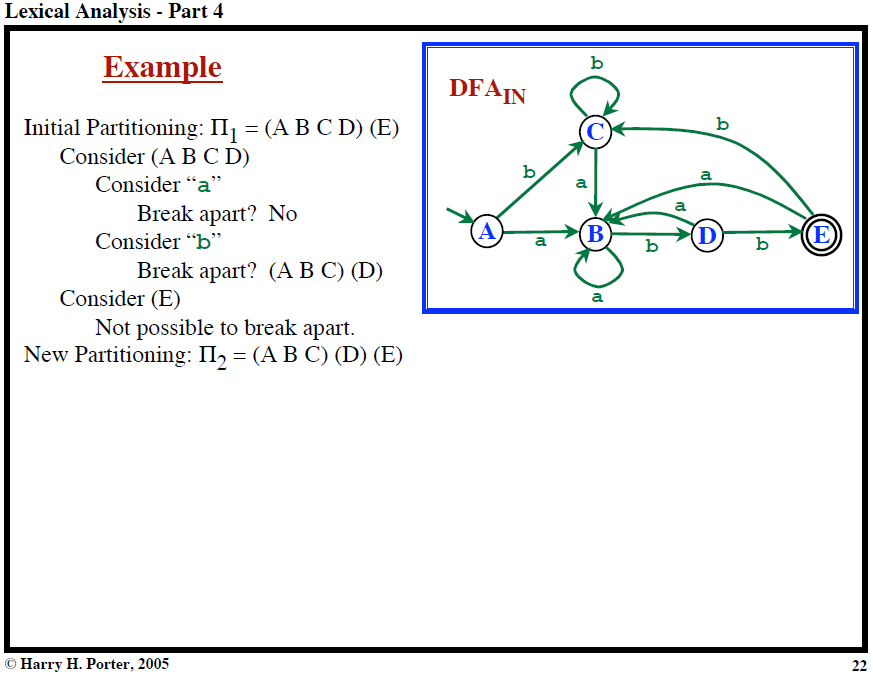 Lexical Analysis - Part 4
Example
Initial Partitioning: Π1 = (A B C D) (E)
Consider (A B C D)
Consider “a”
Break apart? No
Consider “b”
Break apart? (A B C) (D)
Consider (E)
Not possible to break apart.
New Partitioning: Π2 = (A B C) (D) (E)
DFAIN
b
C
b
b
a
a
a
A
a
B
b
D
b
E
a
© Harry H. Porter, 2005
22